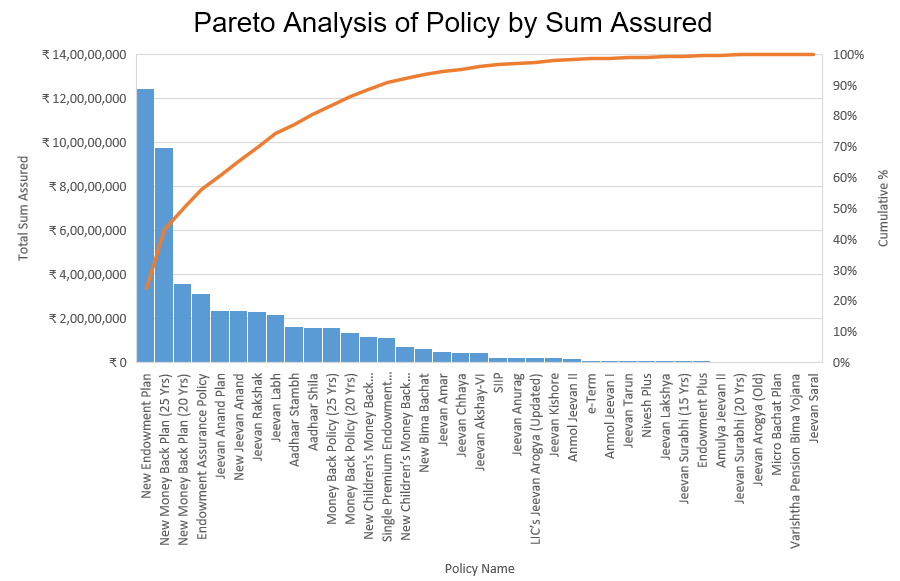 Pareto Analysis of Policy by Sum Assured
₹ 14,00,00,000
₹ 12,00,00,000
₹ 10,00,00,000
₹ 8,00,00,000
₹ 6,00,00,000
₹ 4,00,00,000
₹ 2,00,00,000
₹ 0
Total Sum Assured
100%
90%
80%
70%
60%
50%
40%
30%
20%
10%
0%
Cumulative %
New Endowment Plan
New Money Back Plan (25 Yrs)
New Money Back Plan (20 Yrs)
Endowment Assurance Policy
Jeevan Anand Plan
New Jeevan Anand
Jeevan Rakshak
Jeevan Labh
Aadhaar Stambh
Aadhaar Shila
Money Back Policy (25 Yrs)
Money Back Policy (20 Yrs)
New Children's Money Back...
Single Premium Endowment...
New Children's Money Back...
New Bima Bachat
Jeevan Amar
Jeevan Chhaya
Jeevan Akshay-VI
SIIP
Jeevan Anurag
LIC's Jeevan Arogya (Updated)
Jeevan Kishore
Anmol Jeevan II
e-Term
Anmol Jeevan I
Jeevan Tarun
Nivesh Plus
Jeevan Lakshya
Jeevan Surabhi (15 Yrs)
Endowment Plus
Amulya Jeevan II
Jeevan Surabhi (20 Yrs)
Jeevan Arogya (Old)
Micro Bachat Plan
Varishtha Pension Bima Yojana
Jeevan Saral
Policy Name